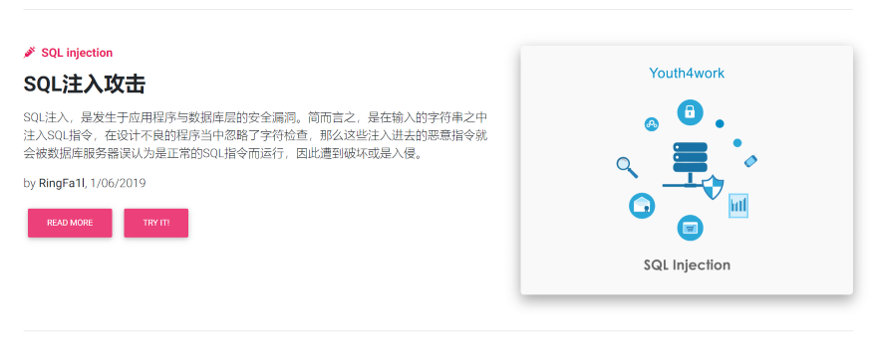 SQL injection
SQL注入攻击
SQL注入，是发生于应用程序与数据库层的安全漏洞。简而言之，是在输入的字符串之中
注入SQL指令，在设计不良的程序当中忽略了字符检查，那么这些注入进去的恶意指令就
会被数据库服务器误认为是正常的SQL指令而运行，因此遭到破坏或是入侵。
by RingFa1l, 1/06/2019
READ MORE
TRY IT!
Youth4work
SQL Injection